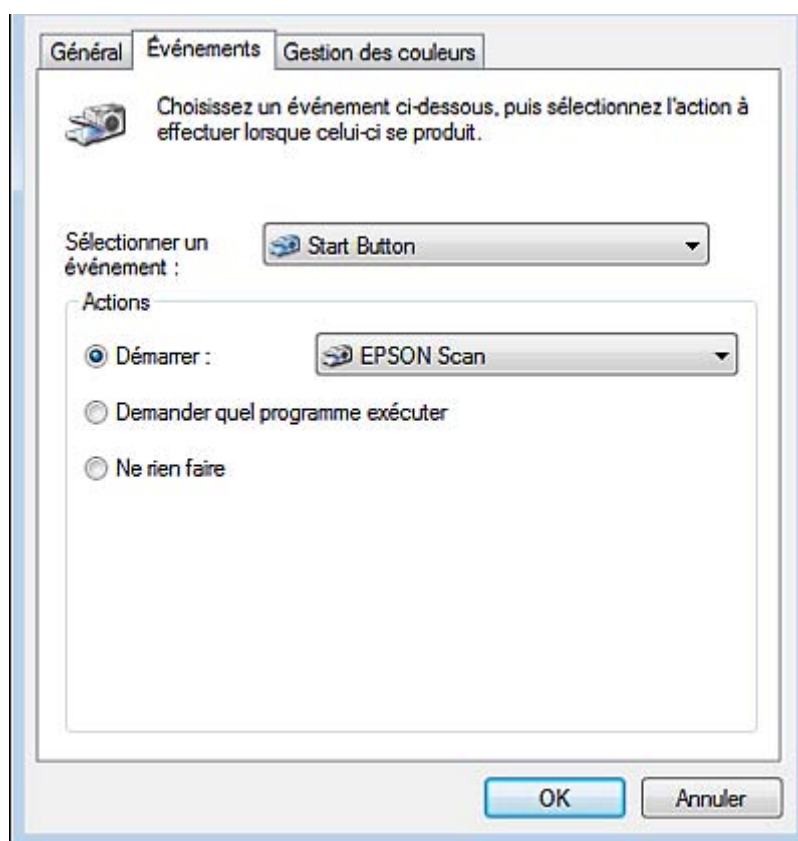 Général Événements Gestion des couleurs
Choisissez un événement ci-dessous, puis sélectionnez l'action à
effectuer lorsque celui-ci se produit.
Sélectionner un
événement :
Start Button
Actions
Démarrer : EPSON Scan
Demander quel programme exécuter
Ne rien faire
OK Annuler